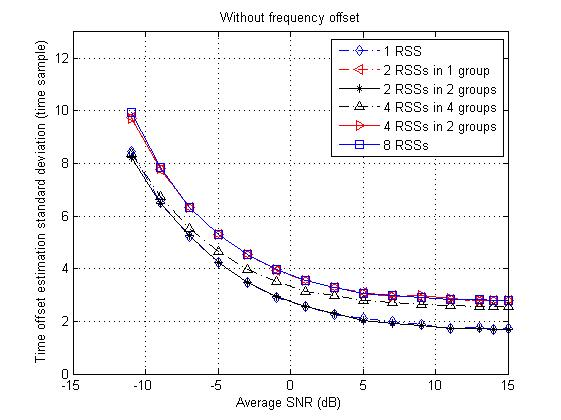 Without frequency offset
Time offset estimation standard deviation (time sample)
12
10
8
6
4
2
0
1 RSS
2 RSSs in 1 group
2 RSSs in 2 groups
4 RSSs in 4 groups
4 RSSs in 2 groups
8 RSSs
-15 -10 -5 0 5 10 15
Average SNR (dB)